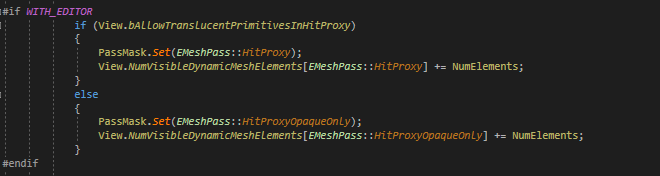 #if WITH_EDITOR
if (View.bAllowTranslucentPrimitivesInHitProxy)
{
PassMask.Set(EMeshPass::HitProxy);
View.NumVisibleDynamicMeshElements[EMeshPass::HitProxy] += NumElements;
}
else
{
PassMask.Set(EMeshPass::HitProxyOpaqueOnly);
View.NumVisibleDynamicMeshElements[EMeshPass::HitProxyOpaqueOnly] += NumElements;
}
#endif